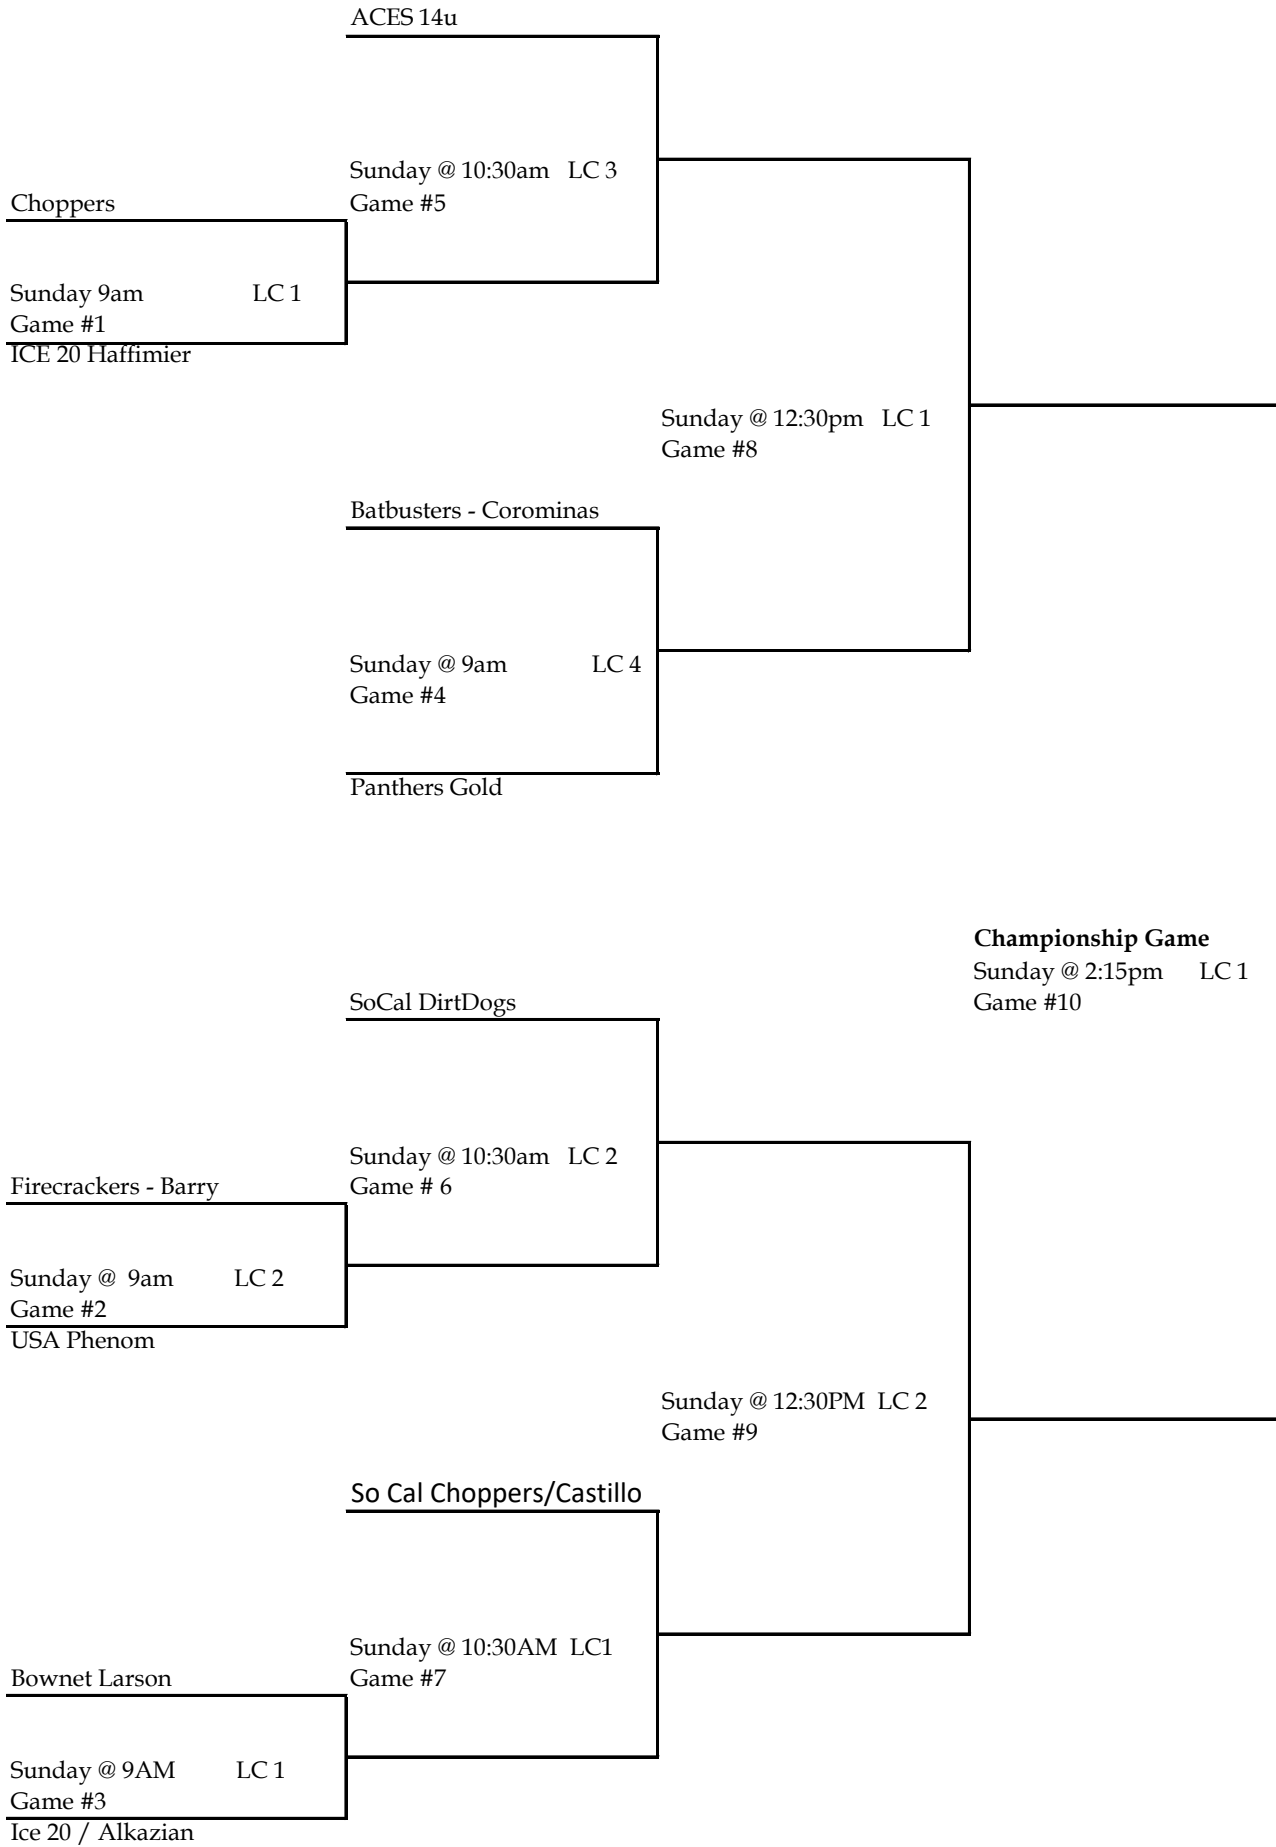 ACES 14u
Sunday @ 10:30am LC 3
Choppers Game #5
Sunday 9am LC 1
Game #1
ICE 20 Haffimier
Sunday @ 12:30pm LC 1
Game #8
Batbusters - Corominas
Sunday @ 9am LC 4
Game #4
Panthers Gold
Championship Game
Sunday @ 2:15pm LC 1
SoCal DirtDogs Game #10
Sunday @ 10:30am LC 2
Firecrackers - Barry Game # 6
Sunday @ 9am LC 2
Game #2
USA Phenom
Sunday @ 12:30PM LC 2
Game #9
So Cal Choppers/Castillo
Sunday @ 10:30AM LC1
Bownet Larson Game #7
Sunday @ 9AM LC 1
Game #3
Ice 20 / Alkazian